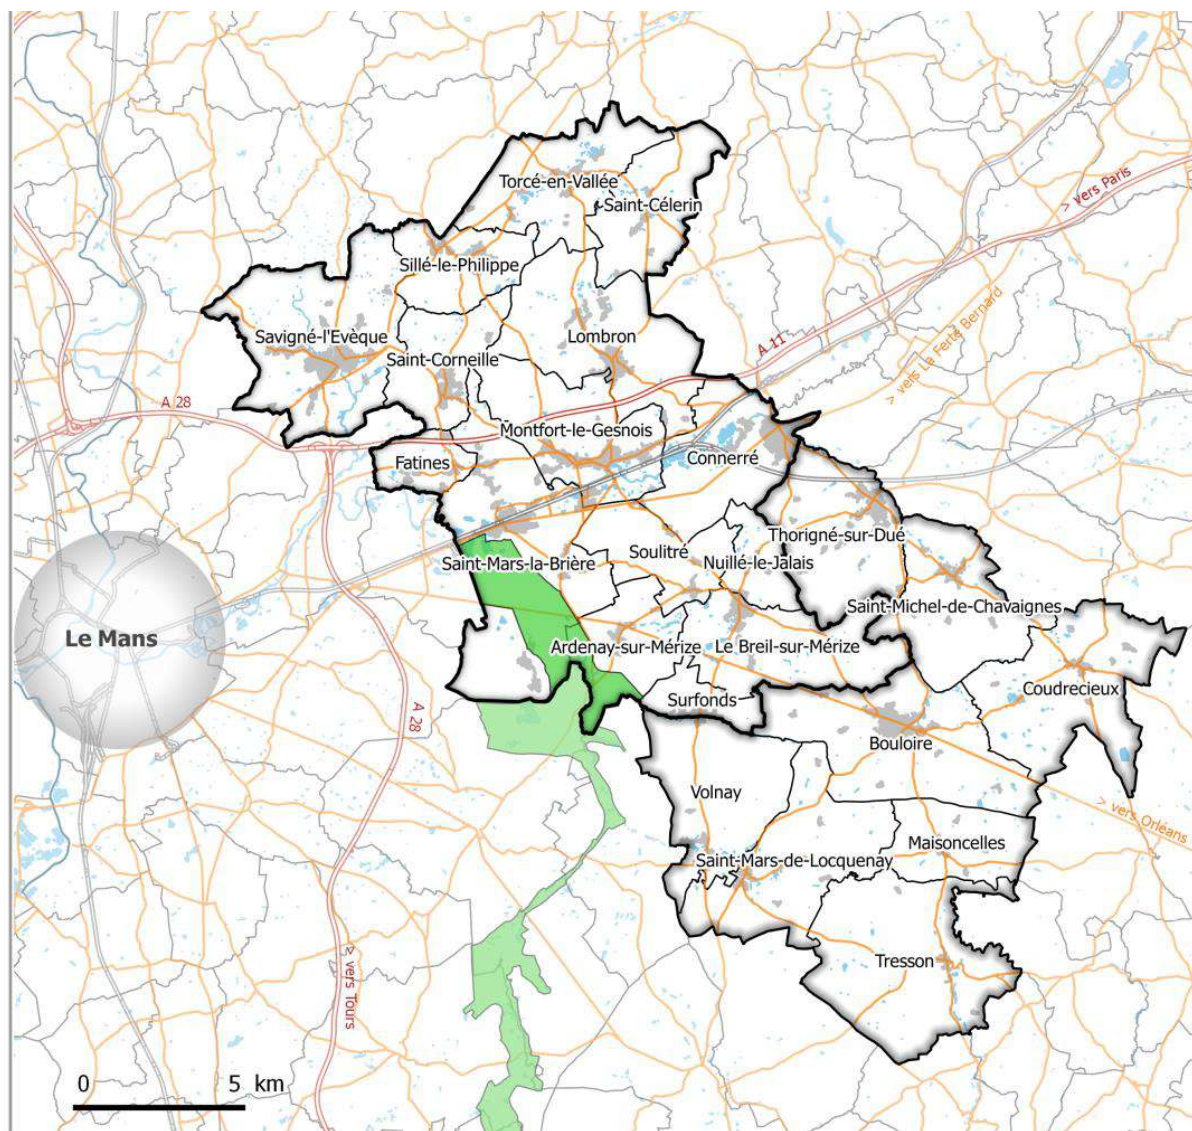 Torcé-en-Vallée
> vers Paris
Saint-Célerin
Sillé-le-Philippe
Savigné-l'Evèque
Lombron
Saint-Corneille
A 11
> vers La Ferte Bernard
A 28
Montfort-le-Gesnois
Fatines
Connerré
Thorigné-sur-Dué
Soulitré
Saint-Mars-la-Brière
Nuillé-le-Jalais
Saint-Michel-de-Chavaignes
Le Mans
Ardenay-sur-Mérize
Le Breil-sur-Mérize
Coudrecieux
Surfonds
A 28
Bouloire
Volnay
> vers Orléans
Maisoncelles
Saint-Mars-de-Locquenay
Tresson
> vers Tours
0 5 km